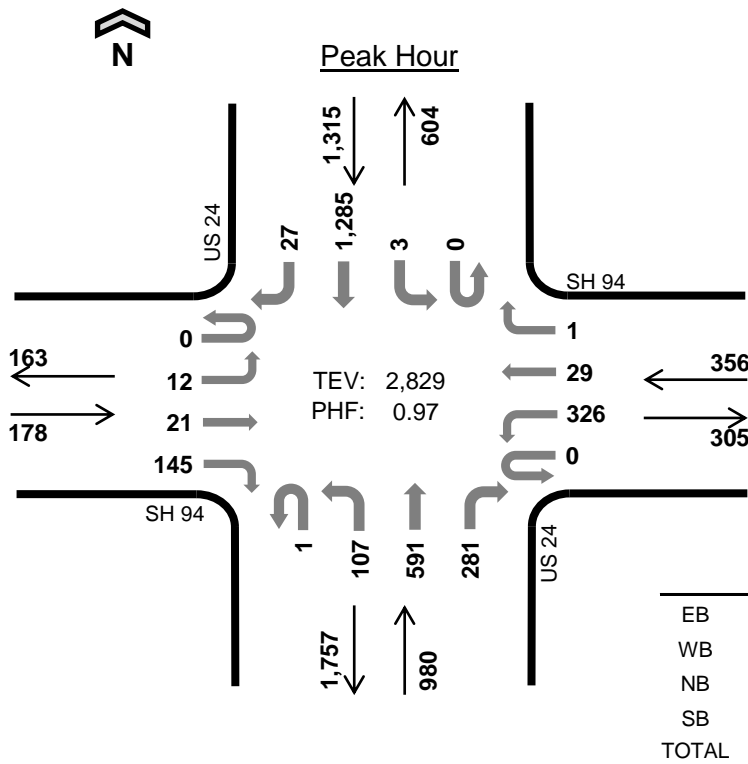 N
Peak Hour
1,315
604
US 24
27
1,285
3
0
SH 94
0
12
21
145
163
178
TEV: 2,829
PHF: 0.97
1
29
326
0
356
305
SH 94
1
107
591
281
US 24
1,757
980
EB
WB
NB
SB
TOTAL